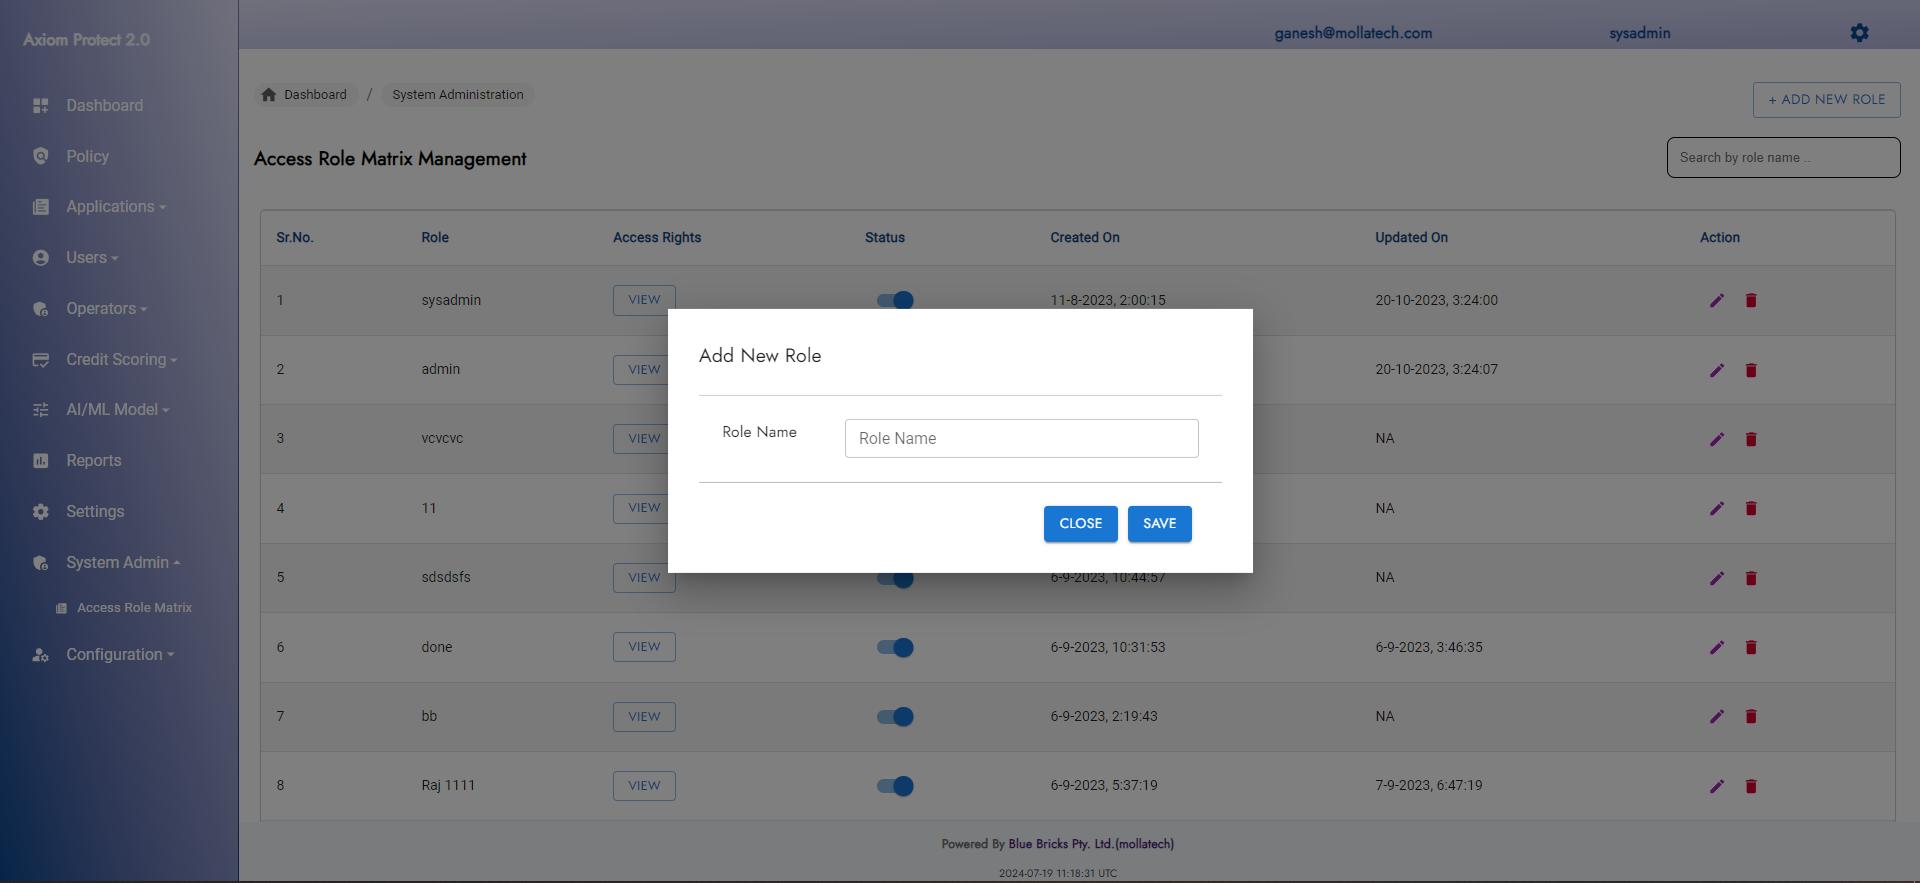 Axiom Protect 2.0
ganesh@mollatech.com sysadmin
Dashboard
Policy
Applications
Users
Operators
Credit Scoring
AI/ML Model
Reports
Settings
System Admin
Access Role Matrix
Configuration
Dashboard / System Administration
+ ADD NEW ROLE
Access Role Matrix Management
Search by role name ..
Sr.No. Role Access Rights Status Created On Updated On Action
1 sysadmin VIEW 11-8-2023, 2:00:15 20-10-2023, 3:24:00
2 admin VIEW 20-10-2023, 3:24:07
3 vcvcvc VIEW NA
4 11 VIEW NA
5 sdsdsfs VIEW 6-9-2023, 10:44:57 NA
6 done VIEW 6-9-2023, 10:31:53 6-9-2023, 3:46:35
7 bb VIEW 6-9-2023, 2:19:43 NA
8 Raj 1111 VIEW 6-9-2023, 5:37:19 7-9-2023, 6:47:19
Add New Role
Role Name Role Name
CLOSE SAVE
Powered By Blue Bricks Pty. Ltd.(mollatech)
2024-07-19 11:18:31 UTC